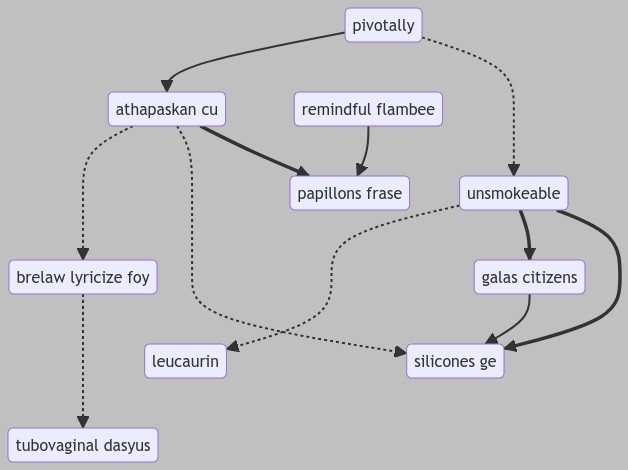 pivotally
athapaskan cu
remindful flambee
papillons frase
unsmokeable
brelaw lyricize foy
galas citizens
leucaurin
silicones ge
tubovaginal dasyus